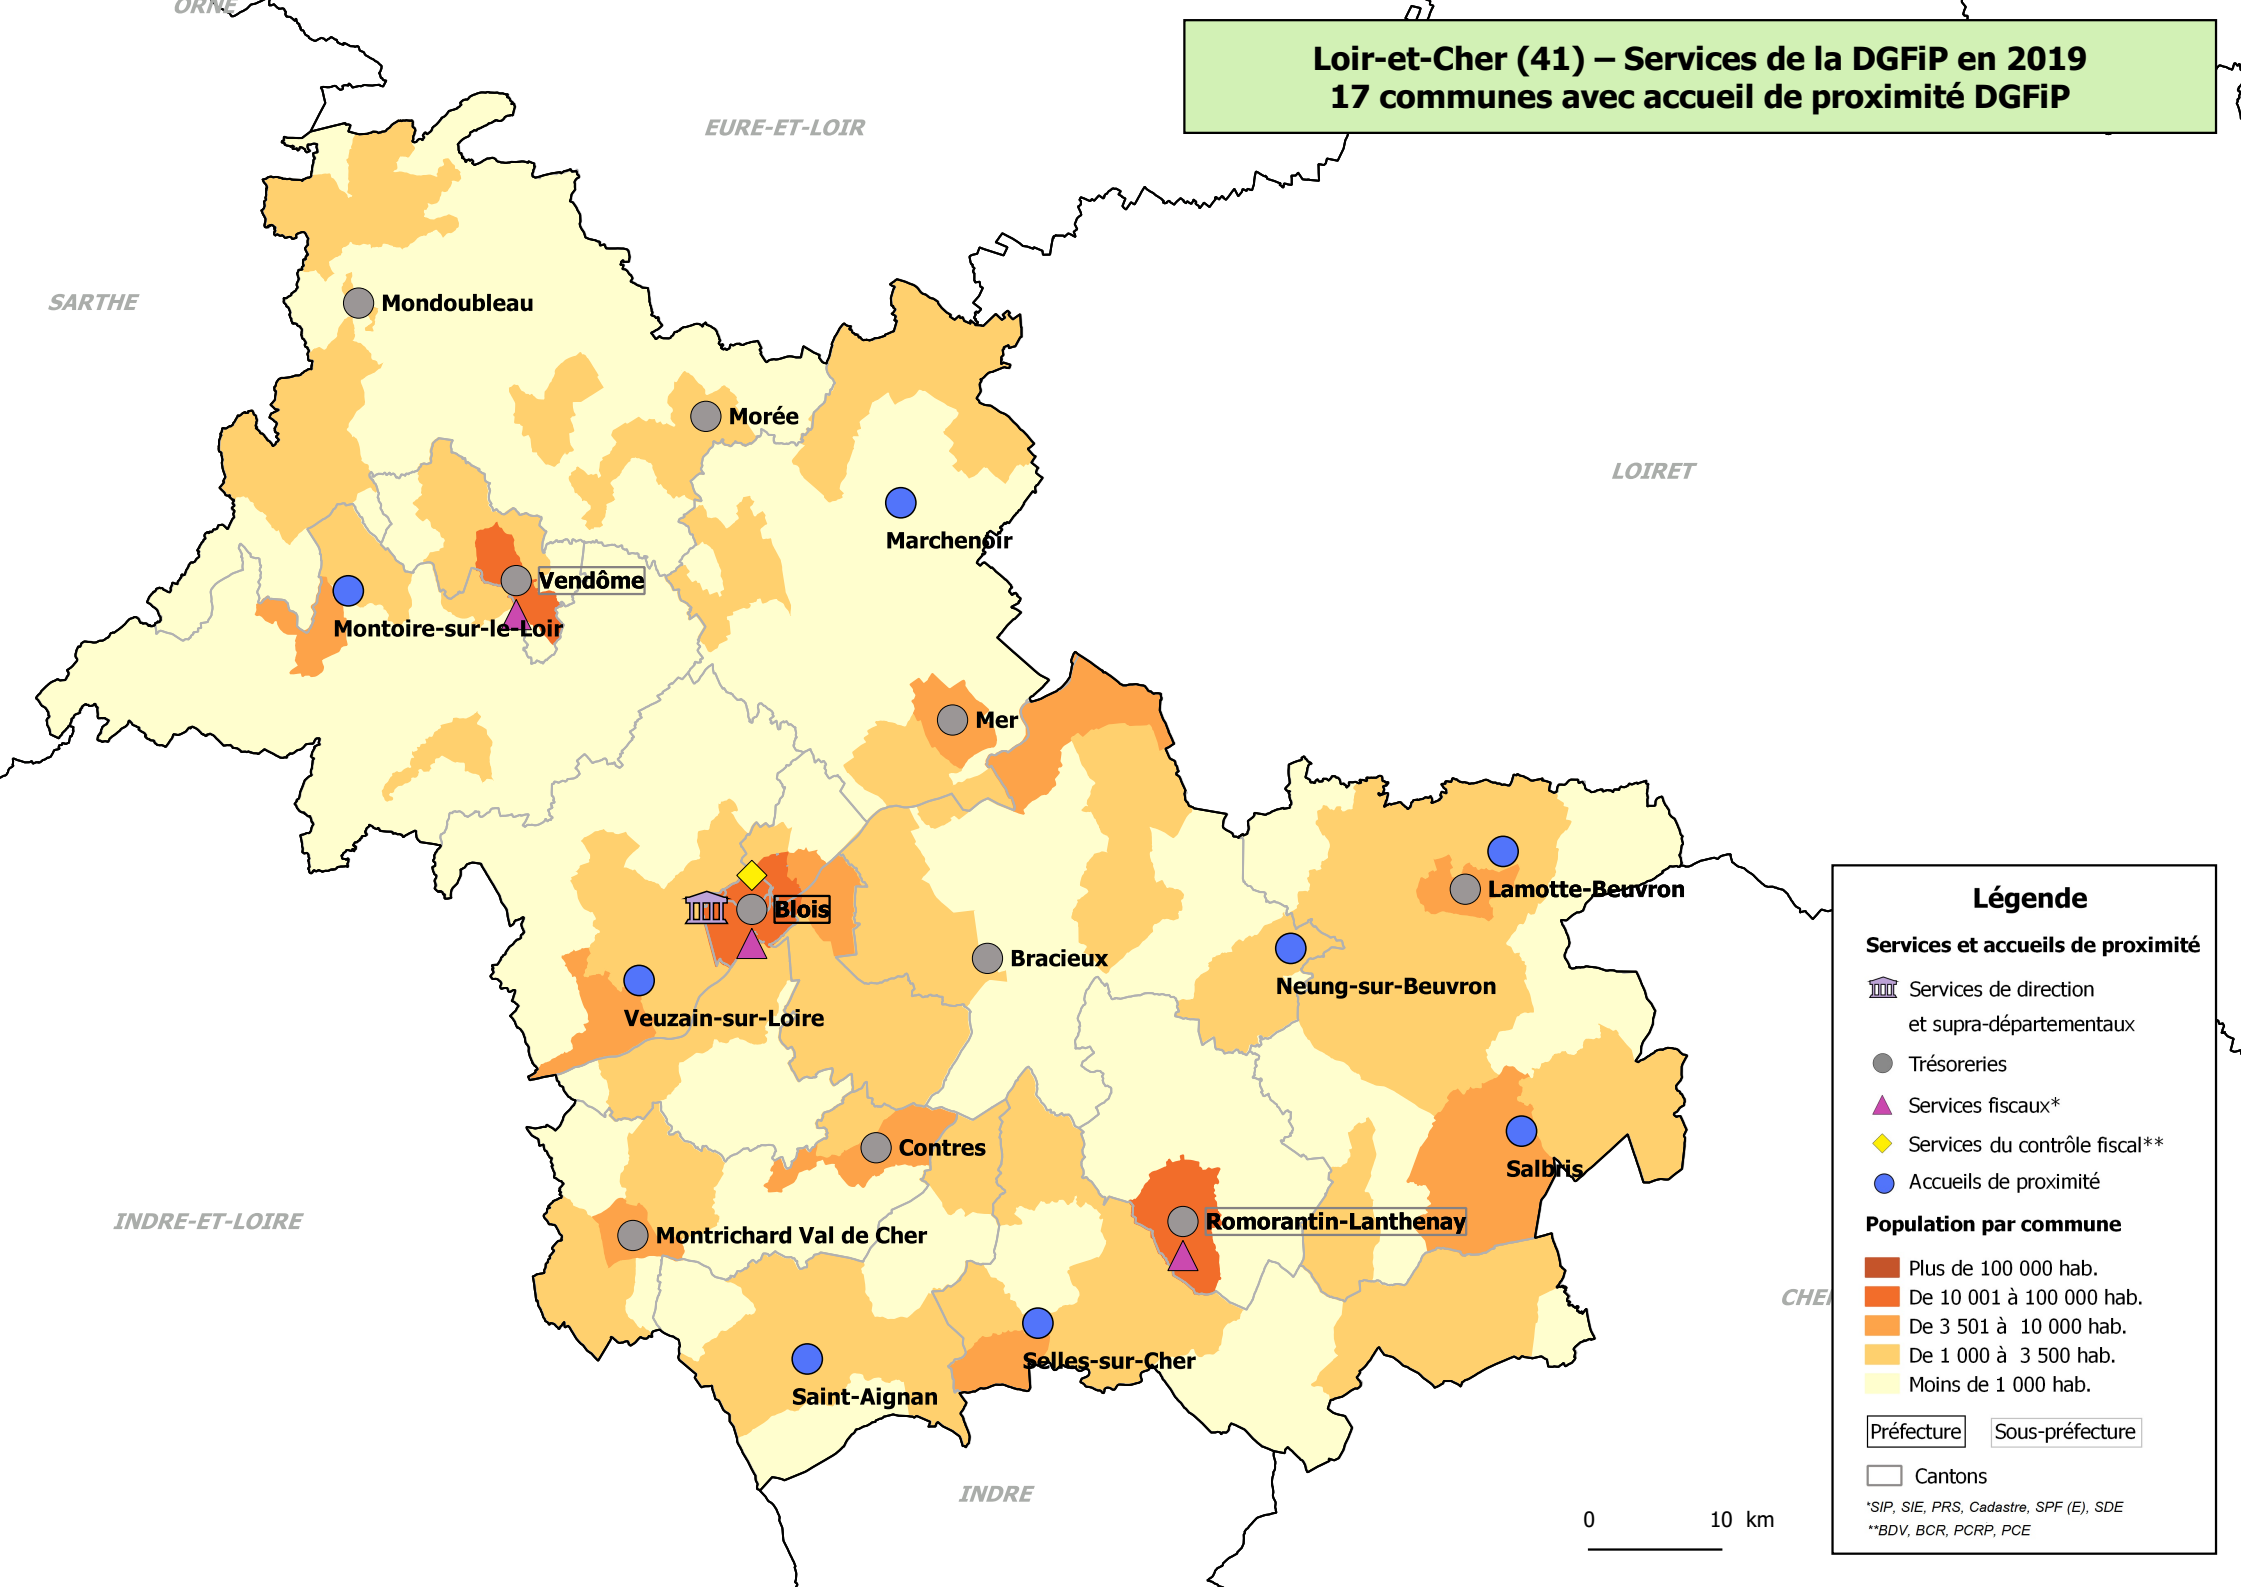 ORNE
Loir-et-Cher (41) – Services de la DGFiP en 2019
17 communes avec accueil de proximité DGFiP
EURE-ET-LOIR
SARTHE
Mondoubleau
Morée
LOIRET
Marchenoir
Vendôme
Montoire-sur-le-Loir
Mer
Lamotte-Beuvron
Blois
Bracieux
Neung-sur-Beuvron
Veuzain-sur-Loire
Contres
Salbris
INDRE-ET-LOIRE
Montrichard Val de Cher
Romorantin-Lanthenay
CHE
Selles-sur-Cher
Saint-Aignan
INDRE
0 10 km
Légende
Services et accueils de proximité
Services de direction
et supra-départementaux
Trésoreries
Services fiscaux*
Services du contrôle fiscal**
Accueils de proximité
Population par commune
Plus de 100 000 hab.
De 10 001 à 100 000 hab.
De 3 501 à 10 000 hab.
De 1 000 à 3 500 hab.
Moins de 1 000 hab.
Préfecture Sous-préfecture
Cantons
*SIP, SIE, PRS, Cadastre, SPF (E), SDE
**BDV, BCR, PCRP, PCE